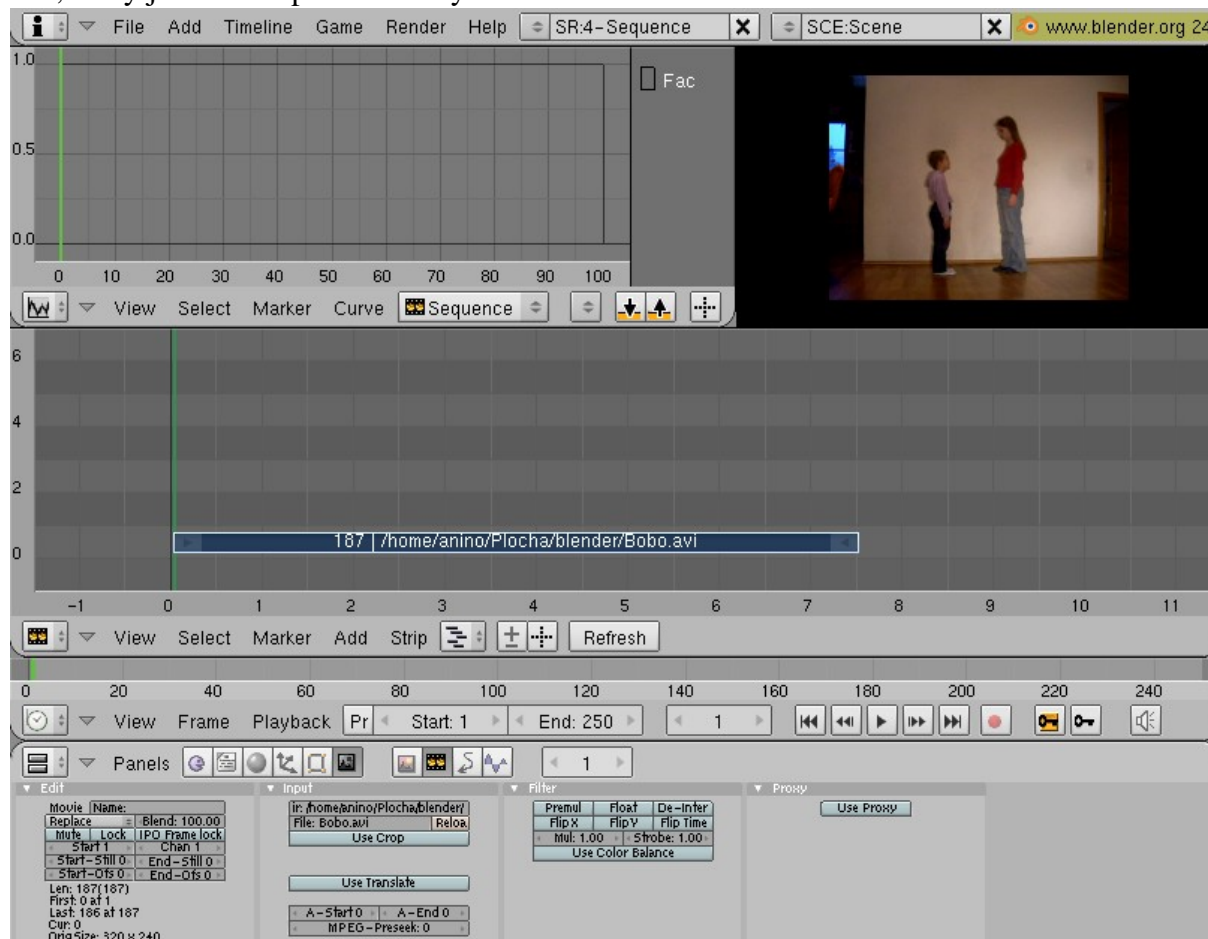 File Add Timeline Game Render Help SR:4-Sequence SCE:Scene www.blender.org 24
1.0
Fac
0.5
0.0
0 10 20 30 40 50 60 70 80 90 100
View Select Marker Curve Sequence
6
4
2
187 | /home/anino/Plocha/blender/Bobo.avi
0
-1 0 1 2 3 4 5 6 7 8 9 10 11
View Select Marker Add Strip Refresh
0 20 40 60 80 100 120 140 160 180 200 220 240
View Frame Playback Pr Start: 1 End: 250 1
Panels 1
Edit Input Filter Proxy
Movie Name:
Replace Blend: 100.00
Mute Lock IPO Frame lock
Start 1 Chan 1
Start-Still 0 End-Still 0
Start-Ofs 0 End-Ofs 0
Len: 187(187)
First: 0 at 1
Last: 186 at 187
Cur: 0
Orig Size: 320 x 240
ir: /home/anino/Plocha/blender/
File: Bobo.avi Reloa
Use Crop
Use Translate
A-Start 0 A-End 0
MPEG-Preseek: 0
Premul Float De-Inter
Flip X Flip Y Flip Time
Mul: 1.00 Strobe: 1.00
Use Color Balance
Use Proxy